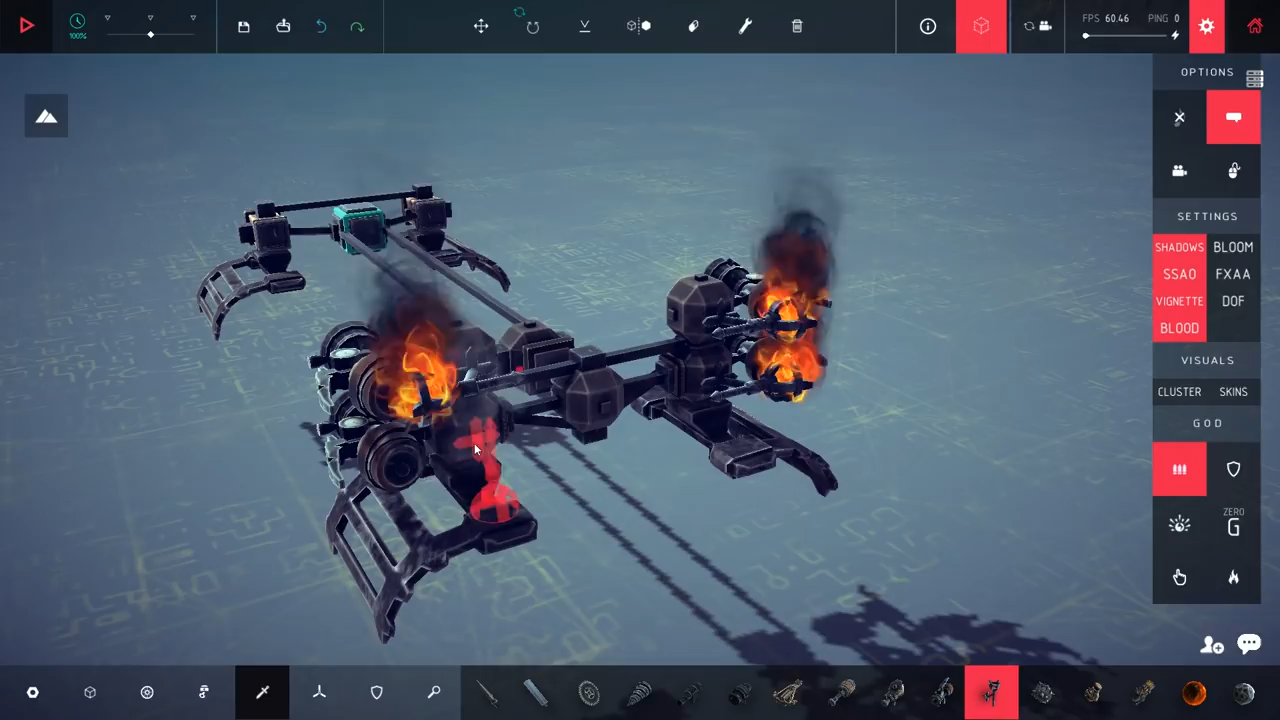 100%
FPS 60.46 PING 0
OPTIONS
SETTINGS
SHADOWS BLOOM
SSAO FXAA
VIGNETTE DOF
BLOOD
VISUALS
CLUSTER SKINS
GOD
ZERO
G